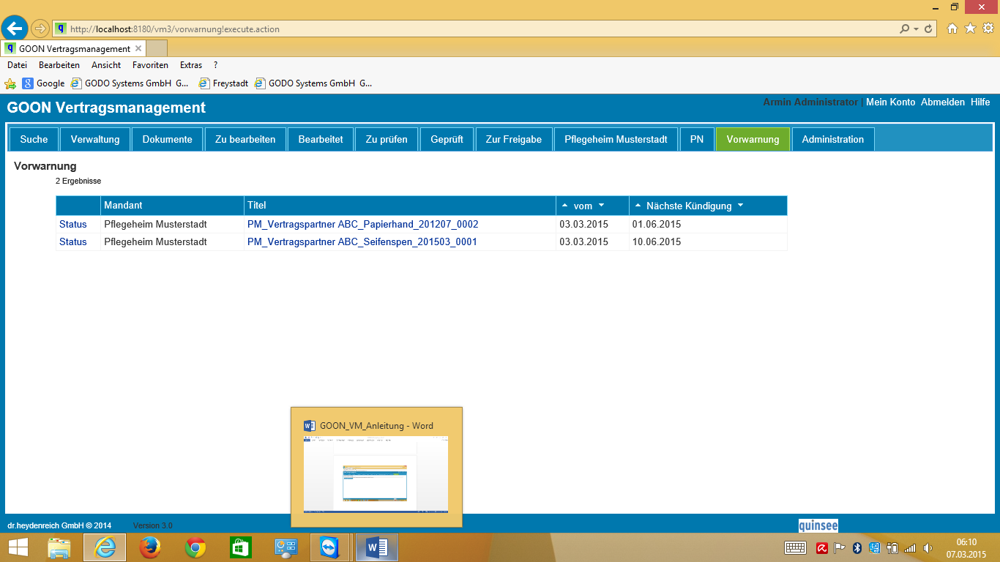 http://localhost:8180/vm3/vorwarnung!execute.action
GOON Vertragsmanagement
Datei Bearbeiten Ansicht Favoriten Extras ?
Google GODO Systems GmbH G... Freystadt GODO Systems GmbH G...
GOON Vertragsmanagement
Armin Administrator | Mein Konto Abmelden Hilfe
Suche Verwaltung Dokumente Zu bearbeiten Bearbeitet Zu prüfen Geprüft Zur Freigabe Pflegeheim Musterstadt PN Vorwarnung Administration
Vorwarnung
2 Ergebnisse
Mandant Titel vom Nächste Kündigung
Status Pflegeheim Musterstadt PM_Vertragspartner ABC_Papierhand_201207_0002 03.03.2015 01.06.2015
Status Pflegeheim Musterstadt PM_Vertragspartner ABC_Seifenspen_201503_0001 03.03.2015 10.06.2015
GOON_VM_Anleitung - Word
dr.heydenreich GmbH © 2014 Version 3.0
quinsee
06:10
07.03.2015